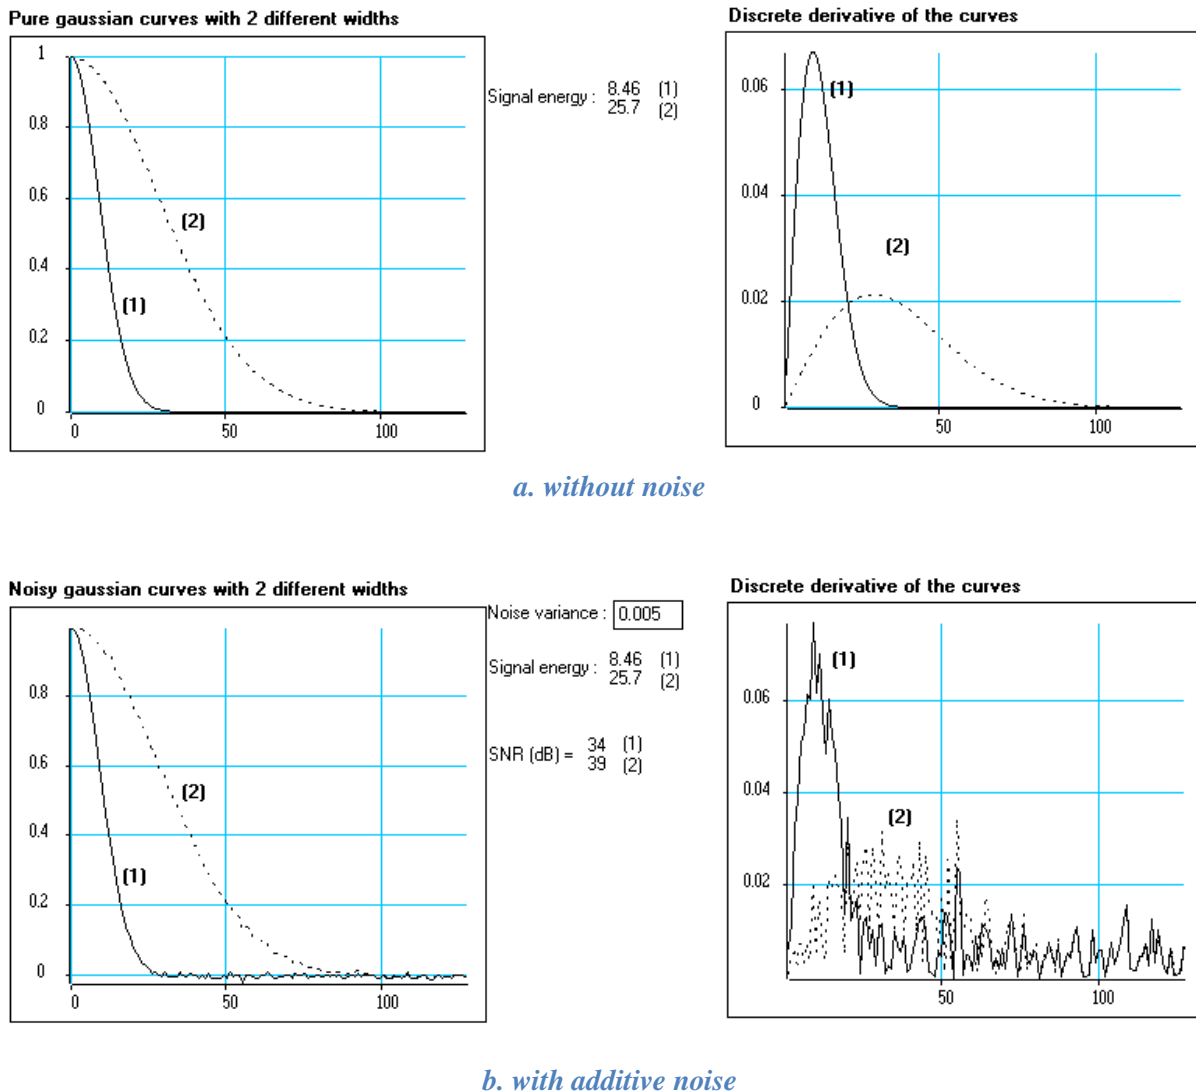 Pure gaussian curves with 2 different widths
1
0.8
0.6
0.4
0.2
0
0 50 100
(2)
(1)
Signal energy : 8.46 (1)
25.7 (2)
Discrete derivative of the curves
0.06
0.04
0.02
0
50 100
(1)
(2)
a. without noise
Noisy gaussian curves with 2 different widths
0.8
0.6
0.4
0.2
0
0 50 100
(2)
(1)
Noise variance : 0.005
Signal energy : 8.46 (1)
25.7 (2)
SNR (dB) = 34 (1)
39 (2)
Discrete derivative of the curves
0.06
0.04
0.02
50 100
(1)
(2)
b. with additive noise